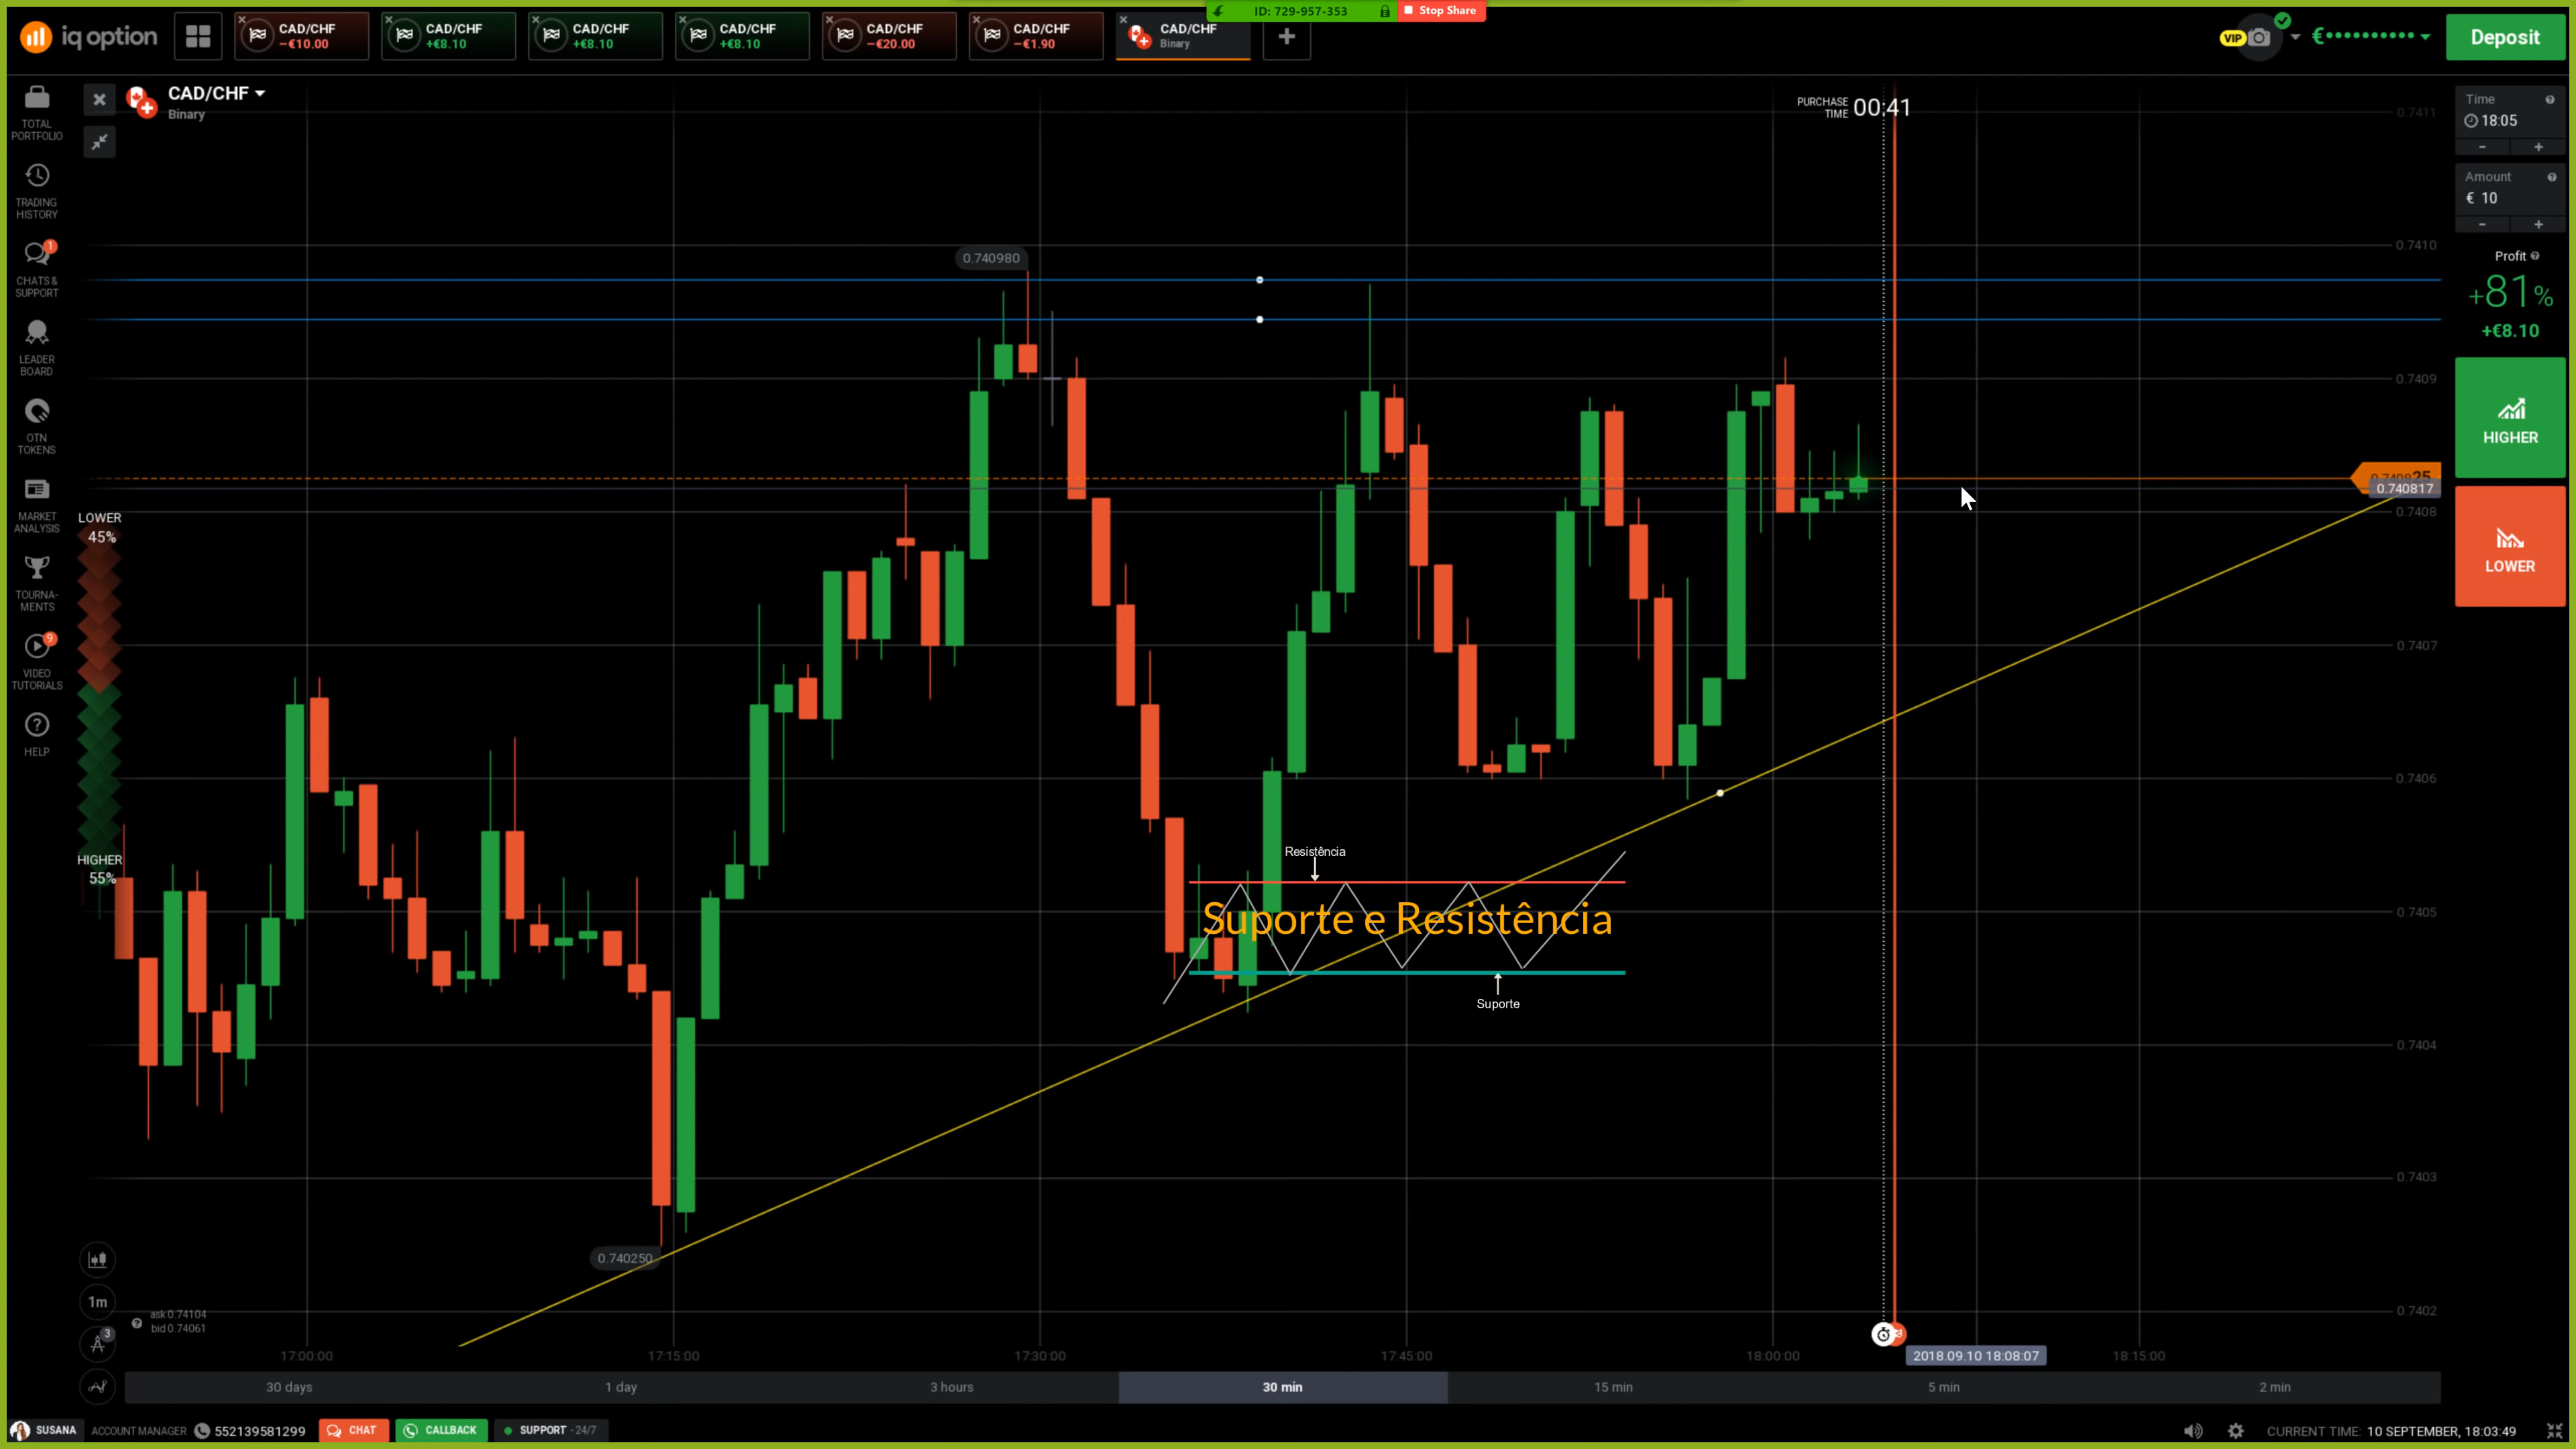 ID: 729-957-353
Stop Share
iq option
CAD/CHF
−€10.00
CAD/CHF
+€8.10
CAD/CHF
+€8.10
CAD/CHF
+€8.10
CAD/CHF
−€20.00
CAD/CHF
−€1.90
CAD/CHF
Binary
+
VIP
€
Deposit
TOTAL
PORTFOLIO
TRADING
HISTORY
1
CHATS &
SUPPORT
LEADER
BOARD
OTN
TOKENS
MARKET
ANALYSIS
TOURNA-
MENTS
9
VIDEO
TUTORIALS
HELP
CAD/CHF
Binary
PURCHASE
TIME
00:41
0.740980
LOWER
45%
HIGHER
55%
Resistência
Suporte e Resistência
Suporte
0.740250
0.7411
0.7410
0.7409
0.740817
0.7408
0.7407
0.7406
0.7405
0.7404
0.7403
0.7402
Time
18:05
- +
Amount
€ 10
- +
Profit
+81%
+€8.10
HIGHER
LOWER
1m
3
ask 0.74104
bid 0.74061
17:00:00
17:15:00
17:30:00
17:45:00
18:00:00
2018.09.10 18:08:07
18:15:00
30 days
1 day
3 hours
30 min
15 min
5 min
2 min
SUSANA
ACCOUNT MANAGER
552139581299
CHAT
CALLBACK
SUPPORT - 24/7
CURRENT TIME: 10 SEPTEMBER, 18:03:49